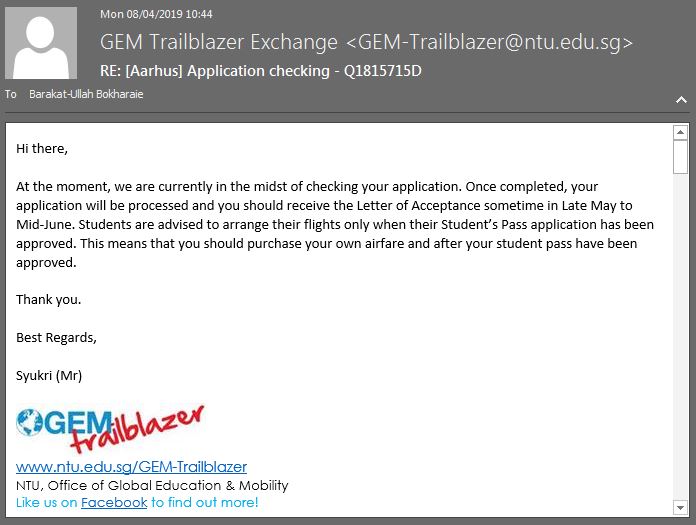 Mon 08/04/2019 10:44
GEM Trailblazer Exchange <GEM-Trailblazer@ntu.edu.sg>
RE: [Aarhus] Application checking - Q1815715D
To Barakat-Ullah Bokharaie
Hi there,
At the moment, we are currently in the midst of checking your application. Once completed, your
application will be processed and you should receive the Letter of Acceptance sometime in Late May to
Mid-June. Students are advised to arrange their flights only when their Student’s Pass application has been
approved. This means that you should purchase your own airfare and after your student pass have been
approved.
Thank you.
Best Regards,
Syukri (Mr)
GEM trailblazer
www.ntu.edu.sg/GEM-Trailblazer
NTU, Office of Global Education & Mobility
Like us on Facebook to find out more!